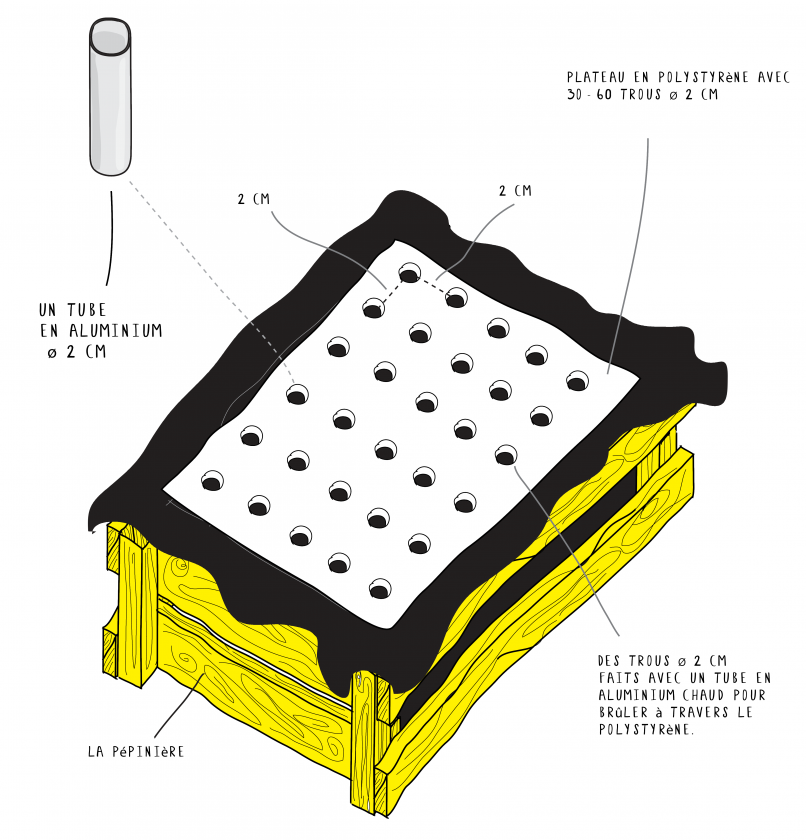 PLATEAU EN POLYSTYRèNE AVEC
30 - 60 TROUS ø 2 CM
2 CM
2 CM
UN TUBE
EN ALUMINIUM
ø 2 CM
DES TROUS ø 2 CM
FAITS AVEC UN TUBE EN
ALUMINIUM CHAUD POUR
BRûLER à TRAVERS LE
POLYSTYRèNE.
LA PéPINIèRE